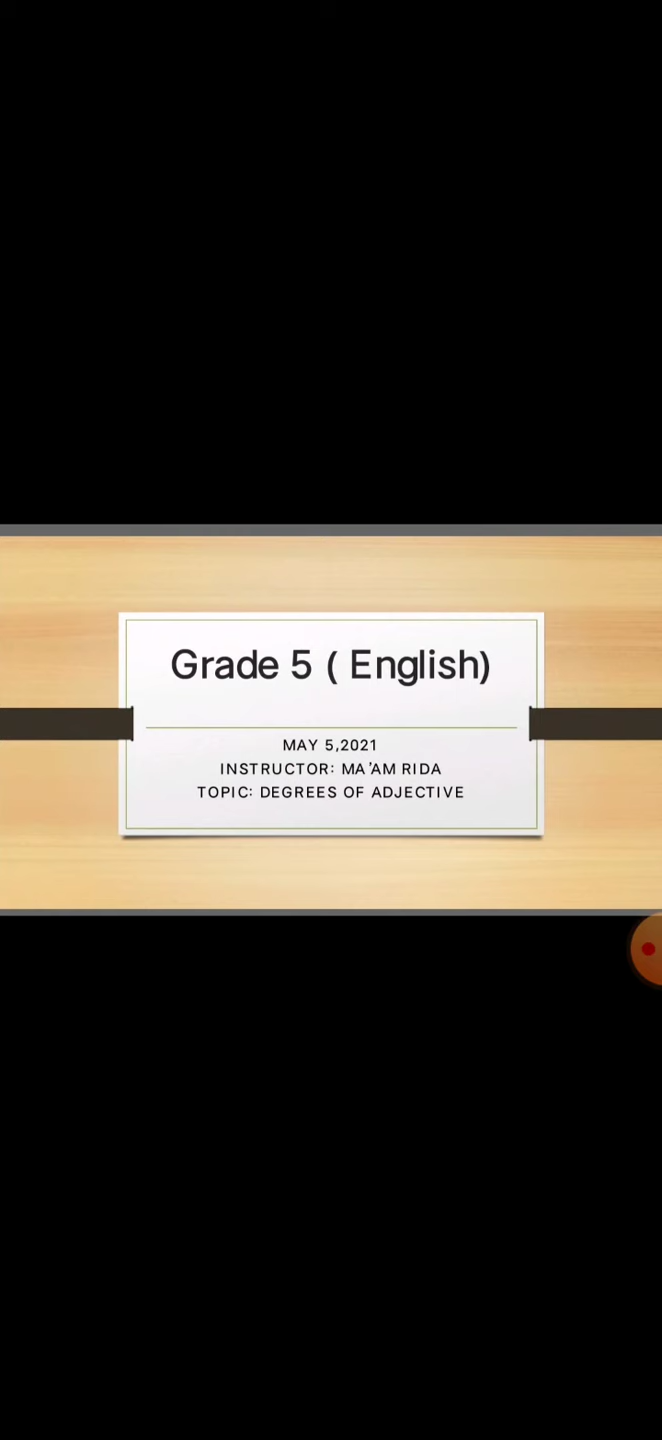 Grade 5 ( English)
MAY 5,2021
INSTRUCTOR: MA'AM RIDA
TOPIC: DEGREES OF ADJECTIVE